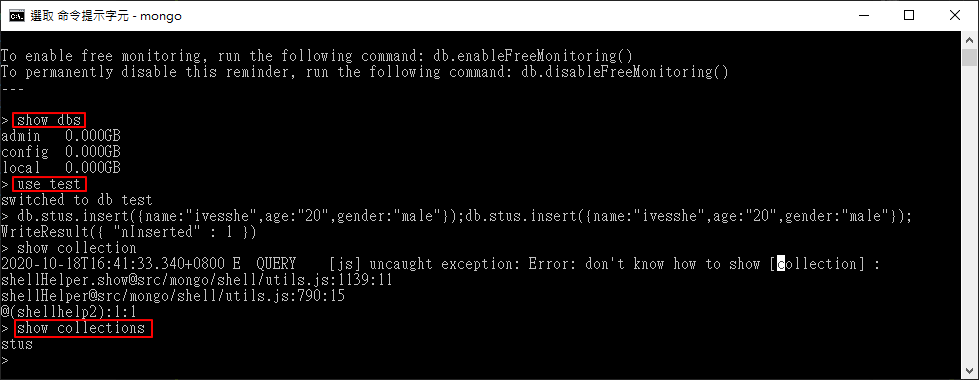 選取 命令提示字元 - mongo
To enable free monitoring, run the following command: db.enableFreeMonitoring()
To permanently disable this reminder, run the following command: db.disableFreeMonitoring()
---
> show dbs
admin   0.000GB
config  0.000GB
local   0.000GB
> use test
switched to db test
> db.stus.insert({name:"ivesshe",age:"20",gender:"male"});db.stus.insert({name:"ivesshe",age:"20",gender:"male"});
WriteResult({ "nInserted" : 1 })
> show collection
2020-10-18T16:41:33.340+0800 E  QUERY    [js] uncaught exception: Error: don't know how to show [collection] :
shellHelper.show@src/mongo/shell/utils.js:1139:11
shellHelper@src/mongo/shell/utils.js:790:15
@(shellhelp2):1:1
> show collections
stus
>